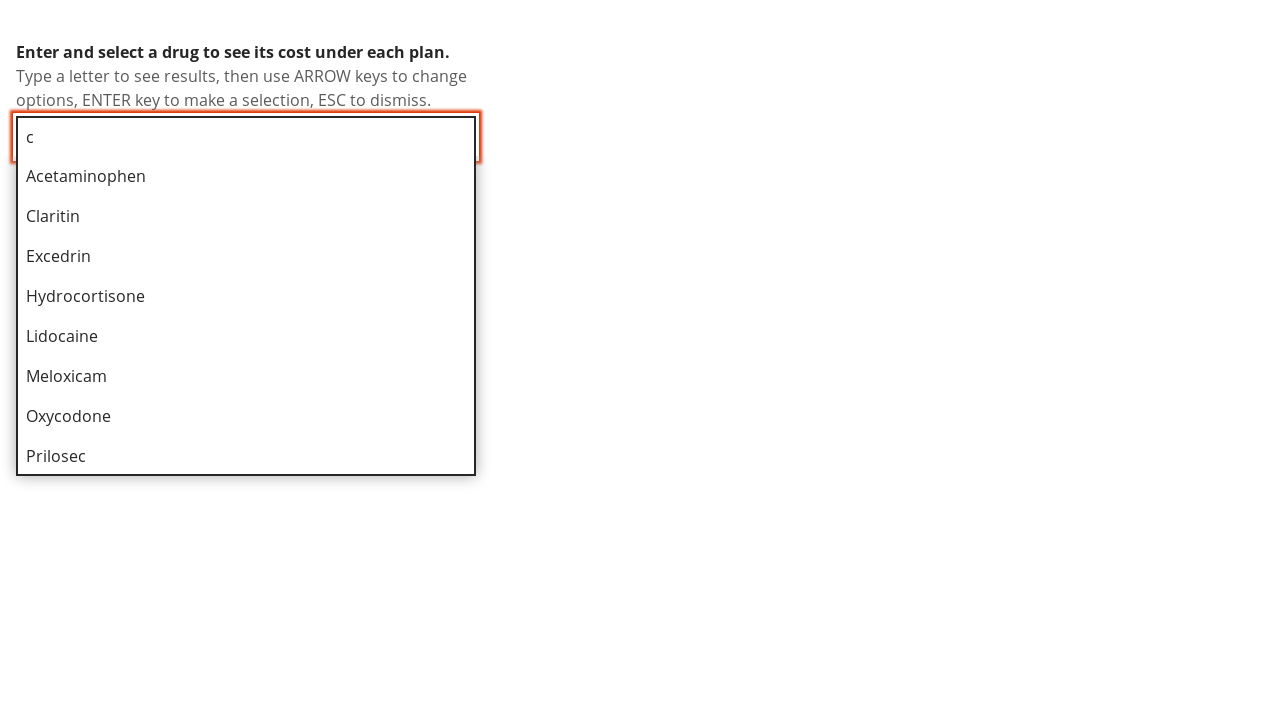 Enter and select a drug to see its cost under each plan.
Type a letter to see results, then use ARROW keys to change
options, ENTER key to make a selection, ESC to dismiss.
c
Acetaminophen
Claritin
Excedrin
Hydrocortisone
Lidocaine
Meloxicam
Oxycodone
Prilosec